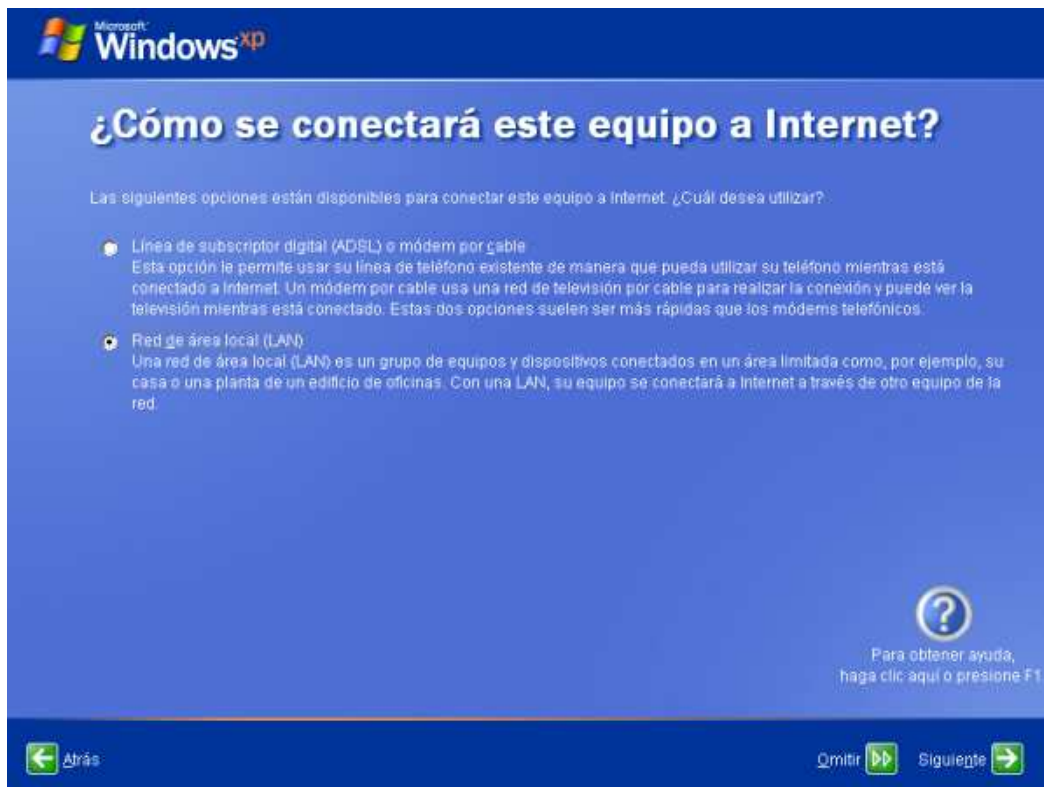 Microsoft
Windows xp
¿Cómo se conectará este equipo a Internet?
Las siguientes opciones están disponibles para conectar este equipo a Internet. ¿Cuál desea utilizar?
Línea de subscriptor digital (ADSL) o módem por cable
Esta opción le permite usar su línea de teléfono existente de manera que pueda utilizar su teléfono mientras está
conectado a Internet. Un módem por cable usa una red de televisión por cable para realizar la conexión y puede ver la
televisión mientras está conectado. Estas dos opciones suelen ser más rápidas que los módems telefónicos.
Red de área local (LAN)
Una red de área local (LAN) es un grupo de equipos y dispositivos conectados en un área limitada como, por ejemplo, su
casa o una planta de un edificio de oficinas. Con una LAN, su equipo se conectará a Internet a través de otro equipo de la
red.
Para obtener ayuda,
haga clic aquí o presione F1
Atrás
Omitir
Siguiente